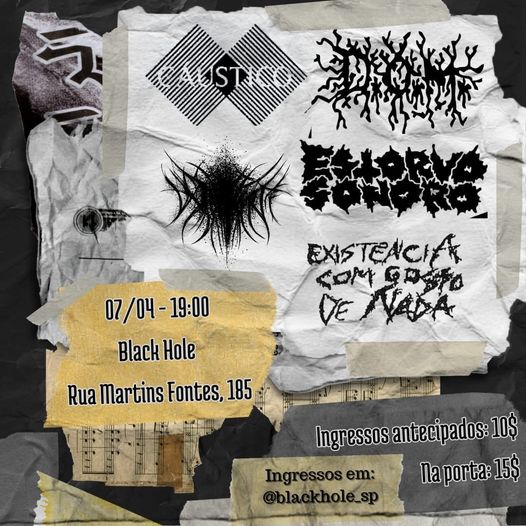 CÁUSTICO
ESTORVO
SONORO
EXISTENCIA
COM GOSTO
DE NADA
07/04 - 19:00
Black Hole
Rua Martins Fontes, 185
Ingressos antecipados: 10$
Na porta: 15$
Ingressos em:
@blackhole_sp